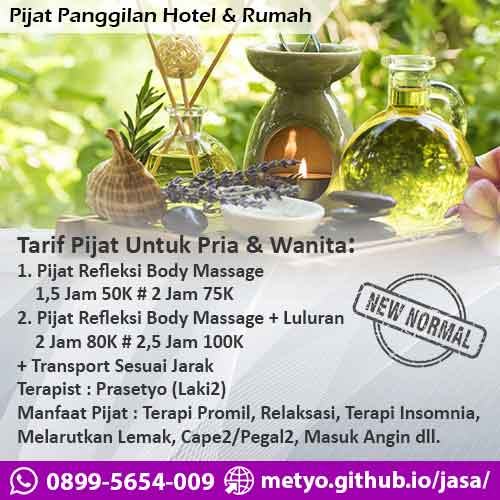 Pijat Panggilan Hotel & Rumah
Tarif Pijat Untuk Pria & Wanita:
1. Pijat Refleksi Body Massage
1,5 Jam 50K # 2 Jam 75K
2. Pijat Refleksi Body Massage + Luluran
2 Jam 80K # 2,5 Jam 100K
+ Transport Sesuai Jarak
Terapist : Prasetyo (Laki2)
Manfaat Pijat : Terapi Promil, Relaksasi, Terapi Insomnia,
Melarutkan Lemak, Cape2/Pegal2, Masuk Angin dll.
NEW NORMAL
0899-5654-009 metyo.github.io/jasa/